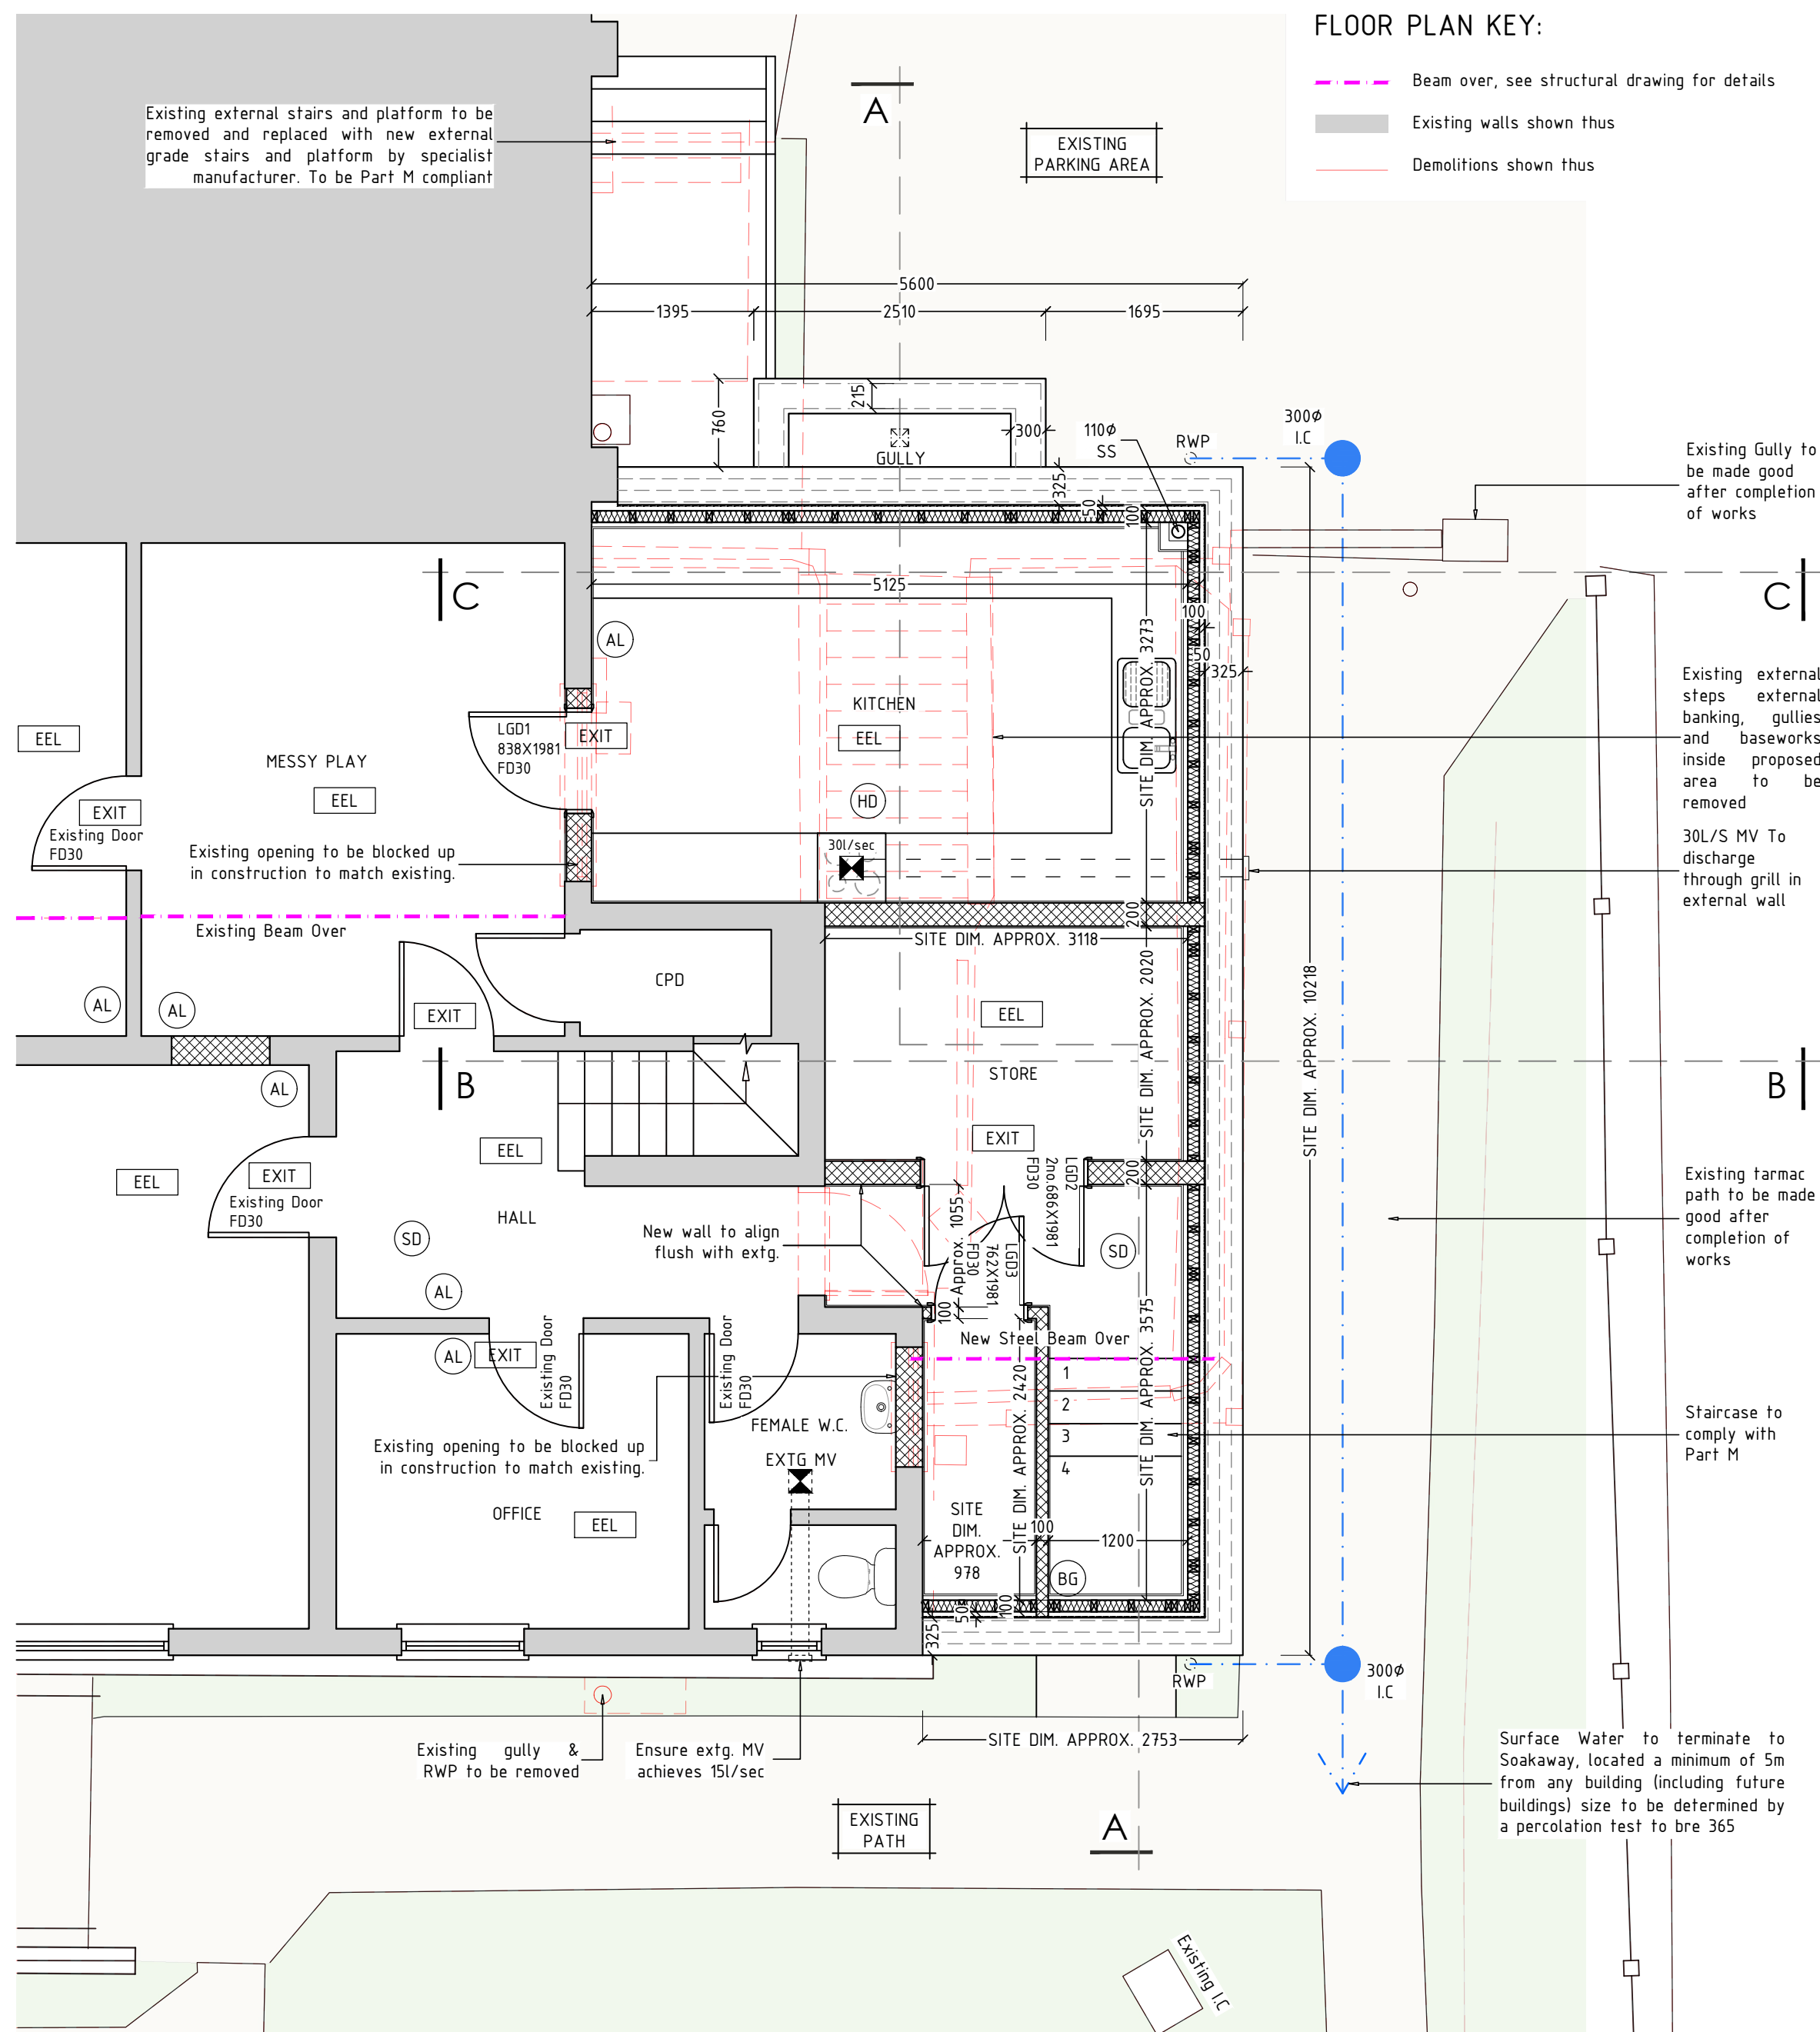 FLOOR PLAN KEY:
Beam over, see structural drawing for details
Existing walls shown thus
Demolitions shown thus
Existing external stairs and platform to be
removed and replaced with new external
grade stairs and platform by specialist
manufacturer. To be Part M compliant
A
EXISTING
PARKING AREA
5600
1395
2510
1695
760
215
300
GULLY
110Ø
SS
RWP
300Ø
I.C
325
50
100
Existing Gully to
be made good
after completion
of works
C
C
5125
100
50
325
AL
SITE DIM. APPROX. 3273
KITCHEN
EEL
HD
30l/sec
EEL
MESSY PLAY
EEL
LGD1
838X1981
FD30
EXIT
EXIT
Existing Door
FD30
Existing opening to be blocked up
in construction to match existing.
Existing external
steps external
banking, gullies
and baseworks
inside proposed
area to be
removed
30L/S MV To
discharge
through grill in
external wall
Existing Beam Over
200
SITE DIM. APPROX. 3118
CPD
AL
AL
EXIT
EEL
SITE DIM. APPROX. 2020
SITE DIM. APPROX. 10218
STORE
B
B
AL
EEL
EXIT
EEL
EXIT
Existing Door
FD30
LGD2
2no.686X1981
FD30
200
HALL
SD
New wall to align
flush with extg.
Approx. 1055
LGD3
762X1981
FD30
SD
Existing tarmac
path to be made
good after
completion of
works
AL
100
New Steel Beam Over
AL
EXIT
Existing Door
FD30
Existing Door
FD30
SITE DIM. APPROX. 3575
SITE DIM. APPROX. 2420
1
2
3
4
FEMALE W.C.
EXTG MV
Existing opening to be blocked up
in construction to match existing.
Staircase to
comply with
Part M
OFFICE
EEL
SITE
DIM.
APPROX.
978
100
1200
BG
50
100
325
RWP
300Ø
I.C
SITE DIM. APPROX. 2753
Existing gully &
RWP to be removed
Ensure extg. MV
achieves 15l/sec
Surface Water to terminate to
Soakaway, located a minimum of 5m
from any building (including future
buildings) size to be determined by
a percolation test to bre 365
EXISTING
PATH
A
Existing I.C